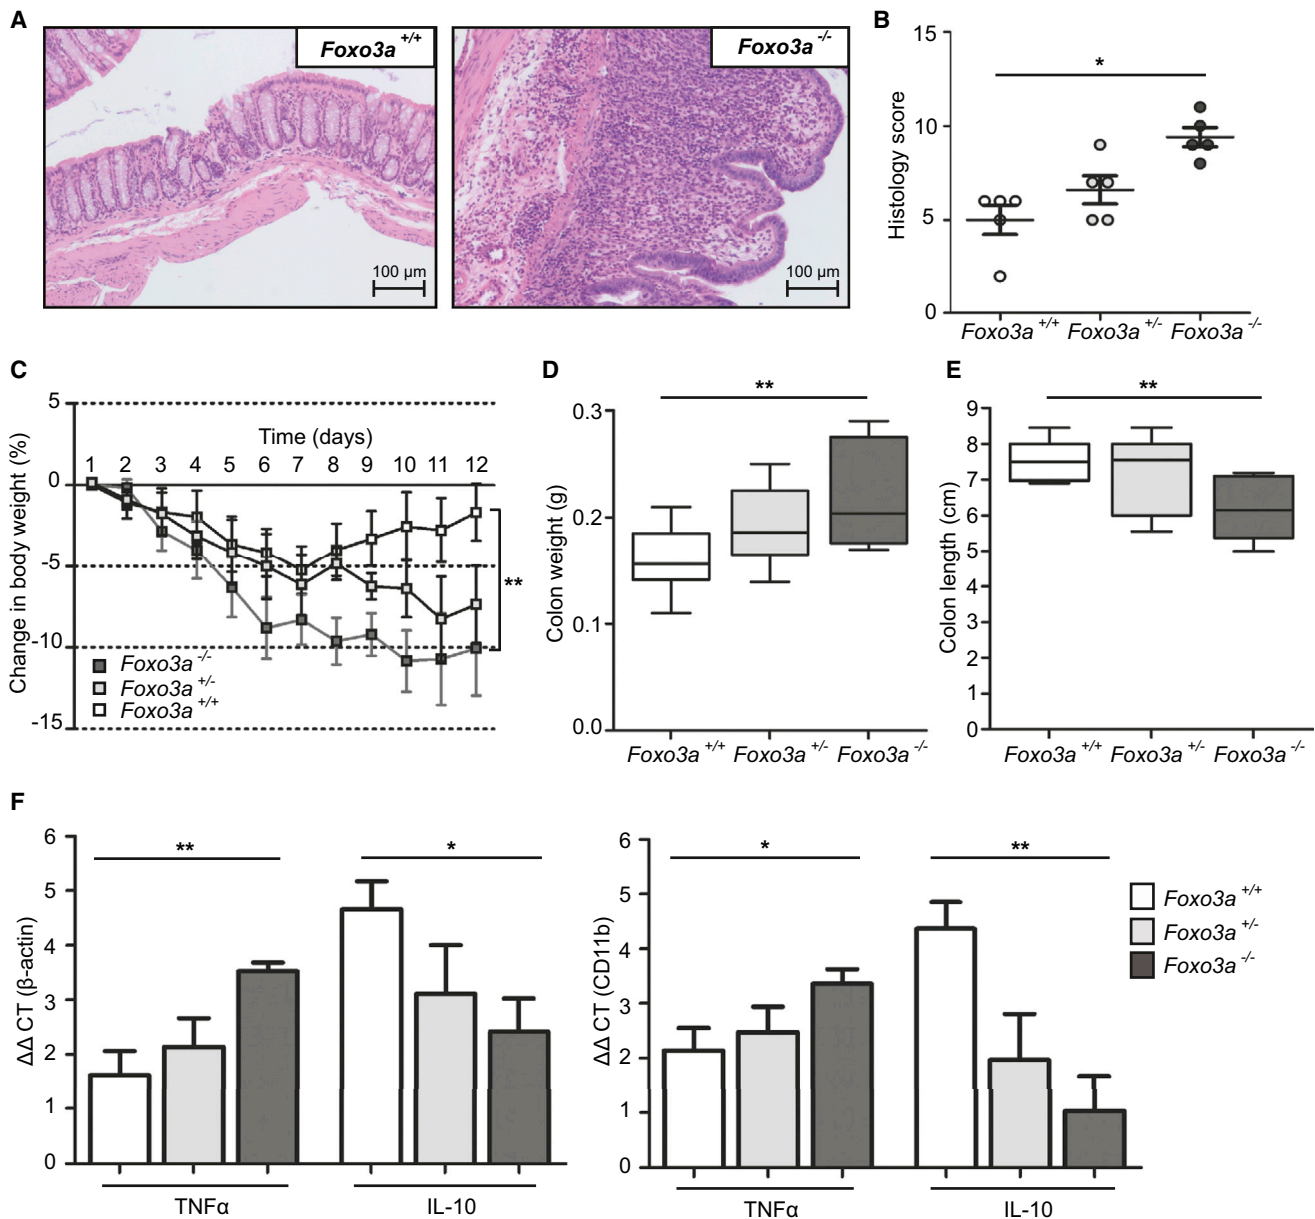 A
Foxo3a +/+
100 μm
Foxo3a -/-
100 μm
B
Histology score
15
10
5
0
*
Foxo3a +/+ Foxo3a +/- Foxo3a -/-
C
Change in body weight (%)
5
0
-5
-10
-15
Time (days)
1 2 3 4 5 6 7 8 9 10 11 12
**
Foxo3a -/-
Foxo3a +/-
Foxo3a +/+
D
Colon weight (g)
0.3
0.2
0.1
0.0
**
Foxo3a +/+ Foxo3a +/- Foxo3a -/-
E
Colon length (cm)
9
8
7
6
5
4
3
2
1
0
**
Foxo3a +/+ Foxo3a +/- Foxo3a -/-
F
ΔΔ CT (β-actin)
6
5
4
3
2
1
0
**
*
TNFα IL-10
ΔΔ CT (CD11b)
6
5
4
3
2
1
0
*
**
TNFα IL-10
Foxo3a +/+
Foxo3a +/-
Foxo3a -/-